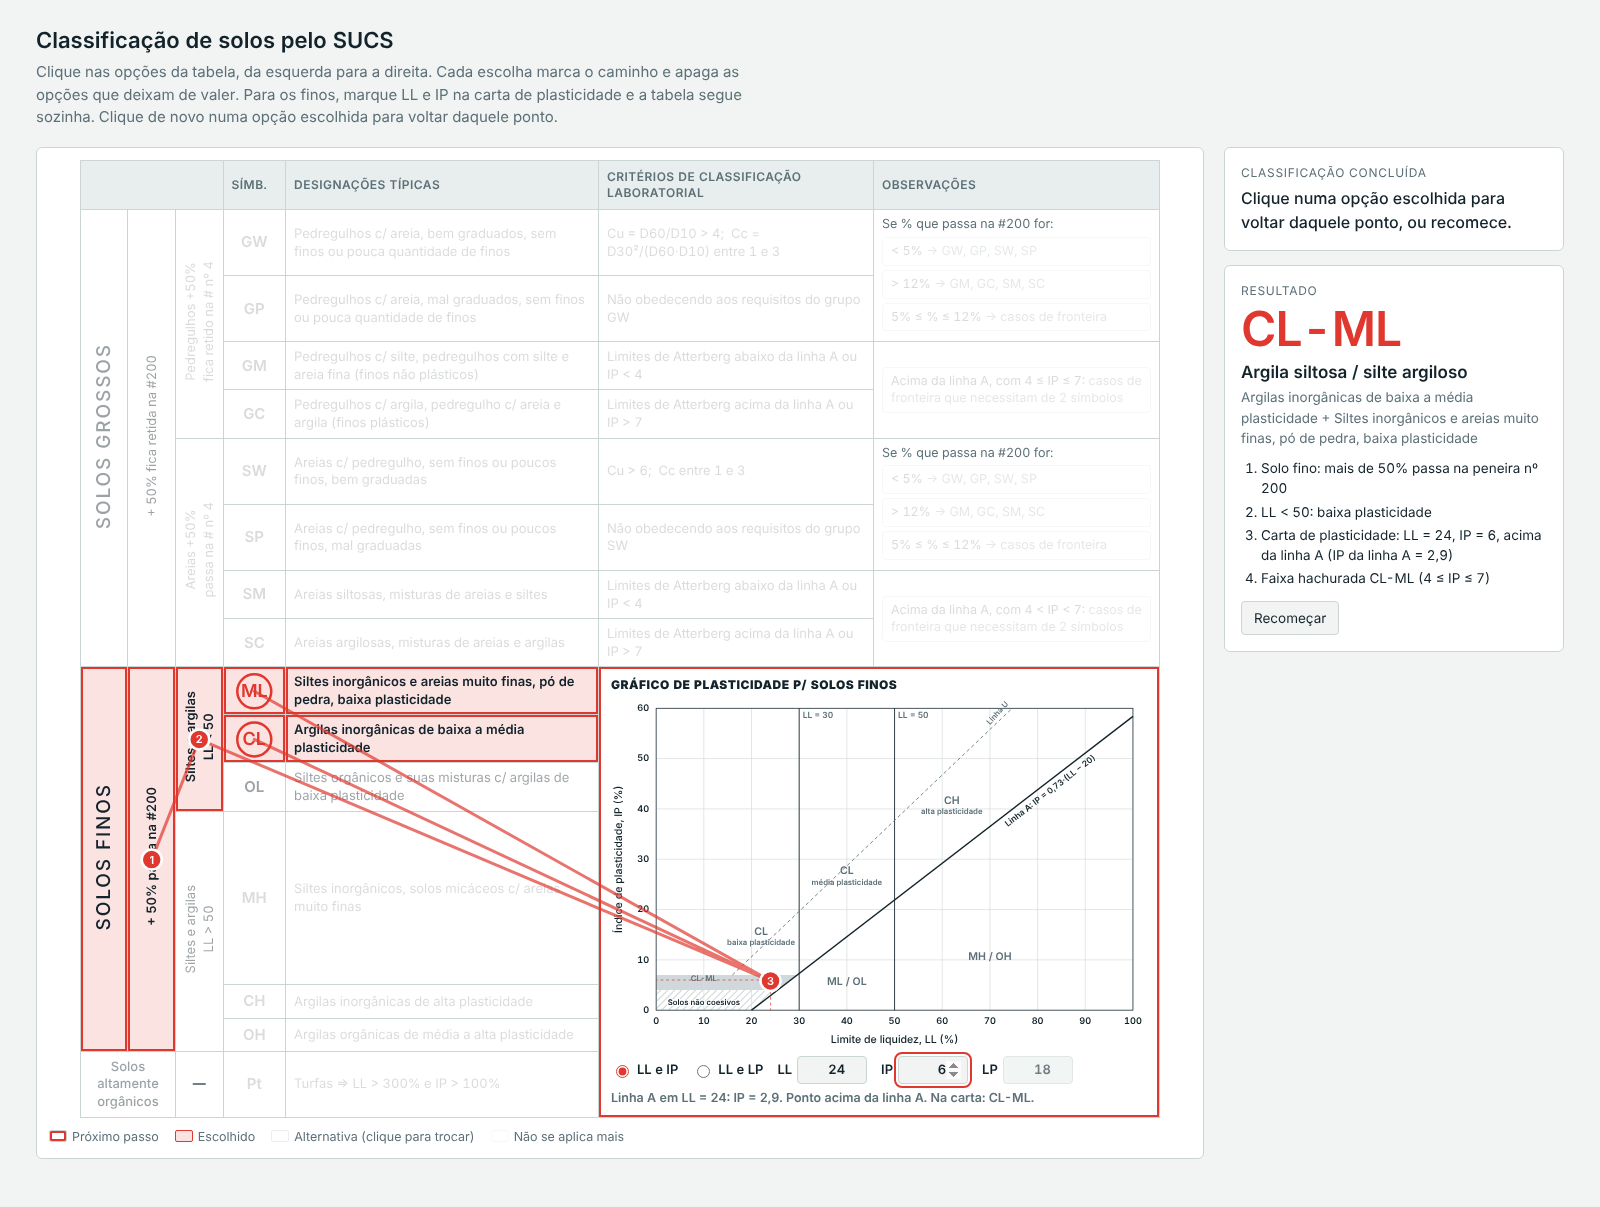 Classificação de solos pelo SUCS
Clique nas opções da tabela, da esquerda para a direita. Cada escolha marca o caminho e apaga as
opções que deixam de valer. Para os finos, marque LL e IP na carta de plasticidade e a tabela segue
sozinha. Clique de novo numa opção escolhida para voltar daquele ponto.
SÍMB.
DESIGNAÇÕES TÍPICAS
CRITÉRIOS DE CLASSIFICAÇÃO
LABORATORIAL
OBSERVAÇÕES
SOLOS GROSSOS
+ 50% fica retida na #200
Pedregulhos +50%
fica retido na # nº 4
GW
Pedregulhos c/ areia, bem graduados, sem
finos ou pouca quantidade de finos
Cu = D60/D10 > 4; Cc =
D30²/(D60·D10) entre 1 e 3
Se % que passa na #200 for:
< 5% → GW, GP, SW, SP
> 12% → GM, GC, SM, SC
5% ≤ % ≤ 12% → casos de fronteira
GP
Pedregulhos c/ areia, mal graduados, sem finos
ou pouca quantidade de finos
Não obedecendo aos requisitos do grupo
GW
GM
Pedregulhos c/ silte, pedregulhos com silte e
areia fina (finos não plásticos)
Limites de Atterberg abaixo da linha A ou
IP < 4
Acima da linha A, com 4 ≤ IP ≤ 7: casos de
fronteira que necessitam de 2 símbolos
GC
Pedregulhos c/ argila, pedregulho c/ areia e
argila (finos plásticos)
Limites de Atterberg acima da linha A ou
IP > 7
Areias +50%
passa na # nº 4
SW
Areias c/ pedregulho, sem finos ou poucos
finos, bem graduadas
Cu > 6; Cc entre 1 e 3
Se % que passa na #200 for:
< 5% → GW, GP, SW, SP
> 12% → GM, GC, SM, SC
5% ≤ % ≤ 12% → casos de fronteira
SP
Areias c/ pedregulho, sem finos ou poucos
finos, mal graduadas
Não obedecendo aos requisitos do grupo
SW
SM
Areias siltosas, misturas de areias e siltes
Limites de Atterberg abaixo da linha A ou
IP < 4
Acima da linha A, com 4 < IP < 7: casos de
fronteira que necessitam de 2 símbolos
SC
Areias argilosas, misturas de areias e argilas
Limites de Atterberg acima da linha A ou
IP > 7
SOLOS FINOS
+ 50% passa na #200
1
Siltes e argilas
LL < 50
2
ML
Siltes inorgânicos e areias muito finas, pó de
pedra, baixa plasticidade
CL
Argilas inorgânicas de baixa a média
plasticidade
OL
Siltes orgânicos e suas misturas c/ argilas de
baixa plasticidade
Siltes e argilas
LL > 50
MH
Siltes inorgânicos, solos micáceos c/ areias
muito finas
CH
Argilas inorgânicas de alta plasticidade
OH
Argilas orgânicas de média a alta plasticidade
Solos
altamente
orgânicos
—
Pt
Turfas ⇒ LL > 300% e IP > 100%
GRÁFICO DE PLASTICIDADE P/ SOLOS FINOS
Índice de plasticidade, IP (%)
60
50
40
30
20
10
0
LL = 30
LL = 50
Linha U
Linha A: IP = 0,73·(LL − 20)
CH
alta plasticidade
CL
média plasticidade
CL
baixa plasticidade
CL-ML
Solos não coesivos
3
ML / OL
MH / OH
0 10 20 30 40 50 60 70 80 90 100
Limite de liquidez, LL (%)
LL e IP LL e LP LL 24 IP 6 LP 18
Linha A em LL = 24: IP = 2,9. Ponto acima da linha A. Na carta: CL-ML.
Próximo passo Escolhido Alternativa (clique para trocar) Não se aplica mais
CLASSIFICAÇÃO CONCLUÍDA
Clique numa opção escolhida para
voltar daquele ponto, ou recomece.
RESULTADO
CL-ML
Argila siltosa / silte argiloso
Argilas inorgânicas de baixa a média
plasticidade + Siltes inorgânicos e areias muito
finas, pó de pedra, baixa plasticidade
1. Solo fino: mais de 50% passa na peneira nº
200
2. LL < 50: baixa plasticidade
3. Carta de plasticidade: LL = 24, IP = 6, acima
da linha A (IP da linha A = 2,9)
4. Faixa hachurada CL-ML (4 ≤ IP ≤ 7)
Recomeçar